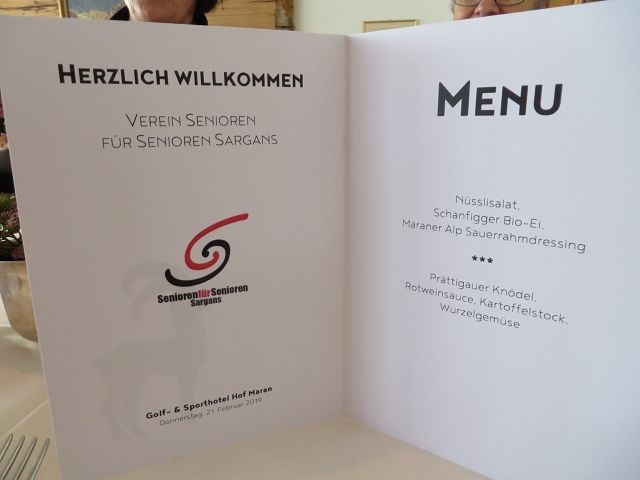 HERZLICH WILLKOMMEN
VEREIN SENIOREN
FÜR SENIOREN SARGANS
SeniorenfürSenioren
Sargans
Golf- & Sporthotel Hof Maran
Donnerstag, 21. Februar 2019
MENU
Nüsslisalat,
Schanfigger Bio-Ei,
Maraner Alp Sauerrahmdressing
***
Prättigauer Knödel,
Rotweinsauce, Kartoffelstock,
Wurzelgemüse